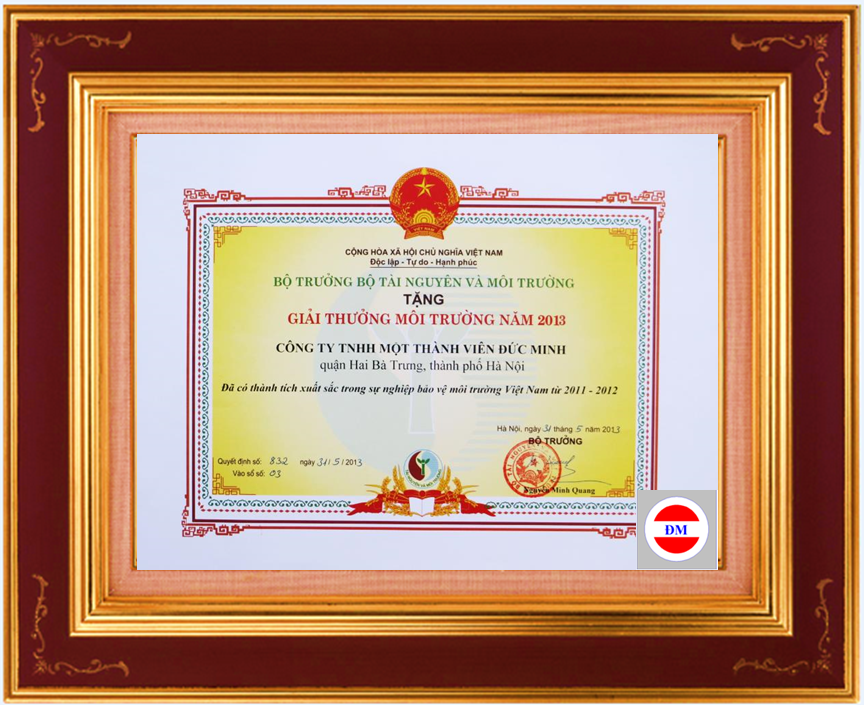 VIỆT NAM
CỘNG HÒA XÃ HỘI CHỦ NGHĨA VIỆT NAM
Độc lập - Tự do - Hạnh phúc
BỘ TRƯỞNG BỘ TÀI NGUYÊN VÀ MÔI TRƯỜNG
TẶNG
GIẢI THƯỞNG MÔI TRƯỜNG NĂM 2013
CÔNG TY TNHH MỘT THÀNH VIÊN ĐỨC MINH
quận Hai Bà Trưng, thành phố Hà Nội
Đã có thành tích xuất sắc trong sự nghiệp bảo vệ môi trường Việt Nam từ 2011 - 2012
Hà Nội, ngày 31 tháng 5 năm 2013
BỘ TRƯỞNG
Quyết định số: 832 ngày 31/5/2013
Vào sổ số: 03
Nguyễn Minh Quang
ĐM